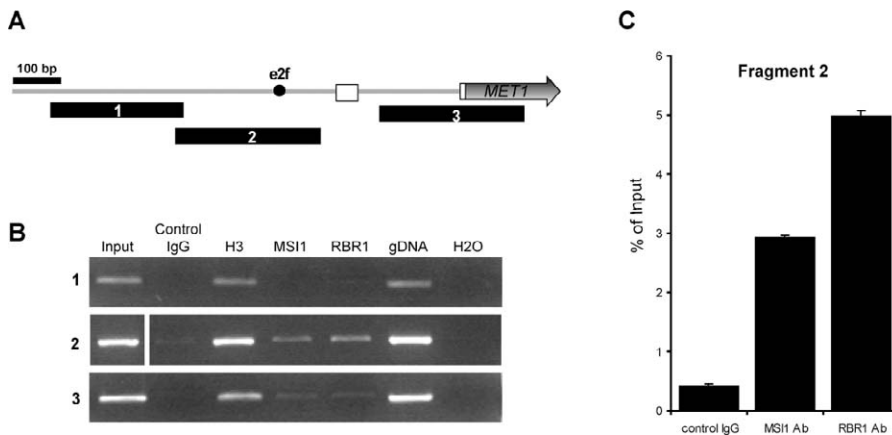 A
100 bp
e2f
MET1
1
2
3
B
Input Control IgG H3 MSI1 RBR1 gDNA H2O
1
2
3
C
Fragment 2
% of Input
6
5
4
3
2
1
0
control IgG MSI1 Ab RBR1 Ab